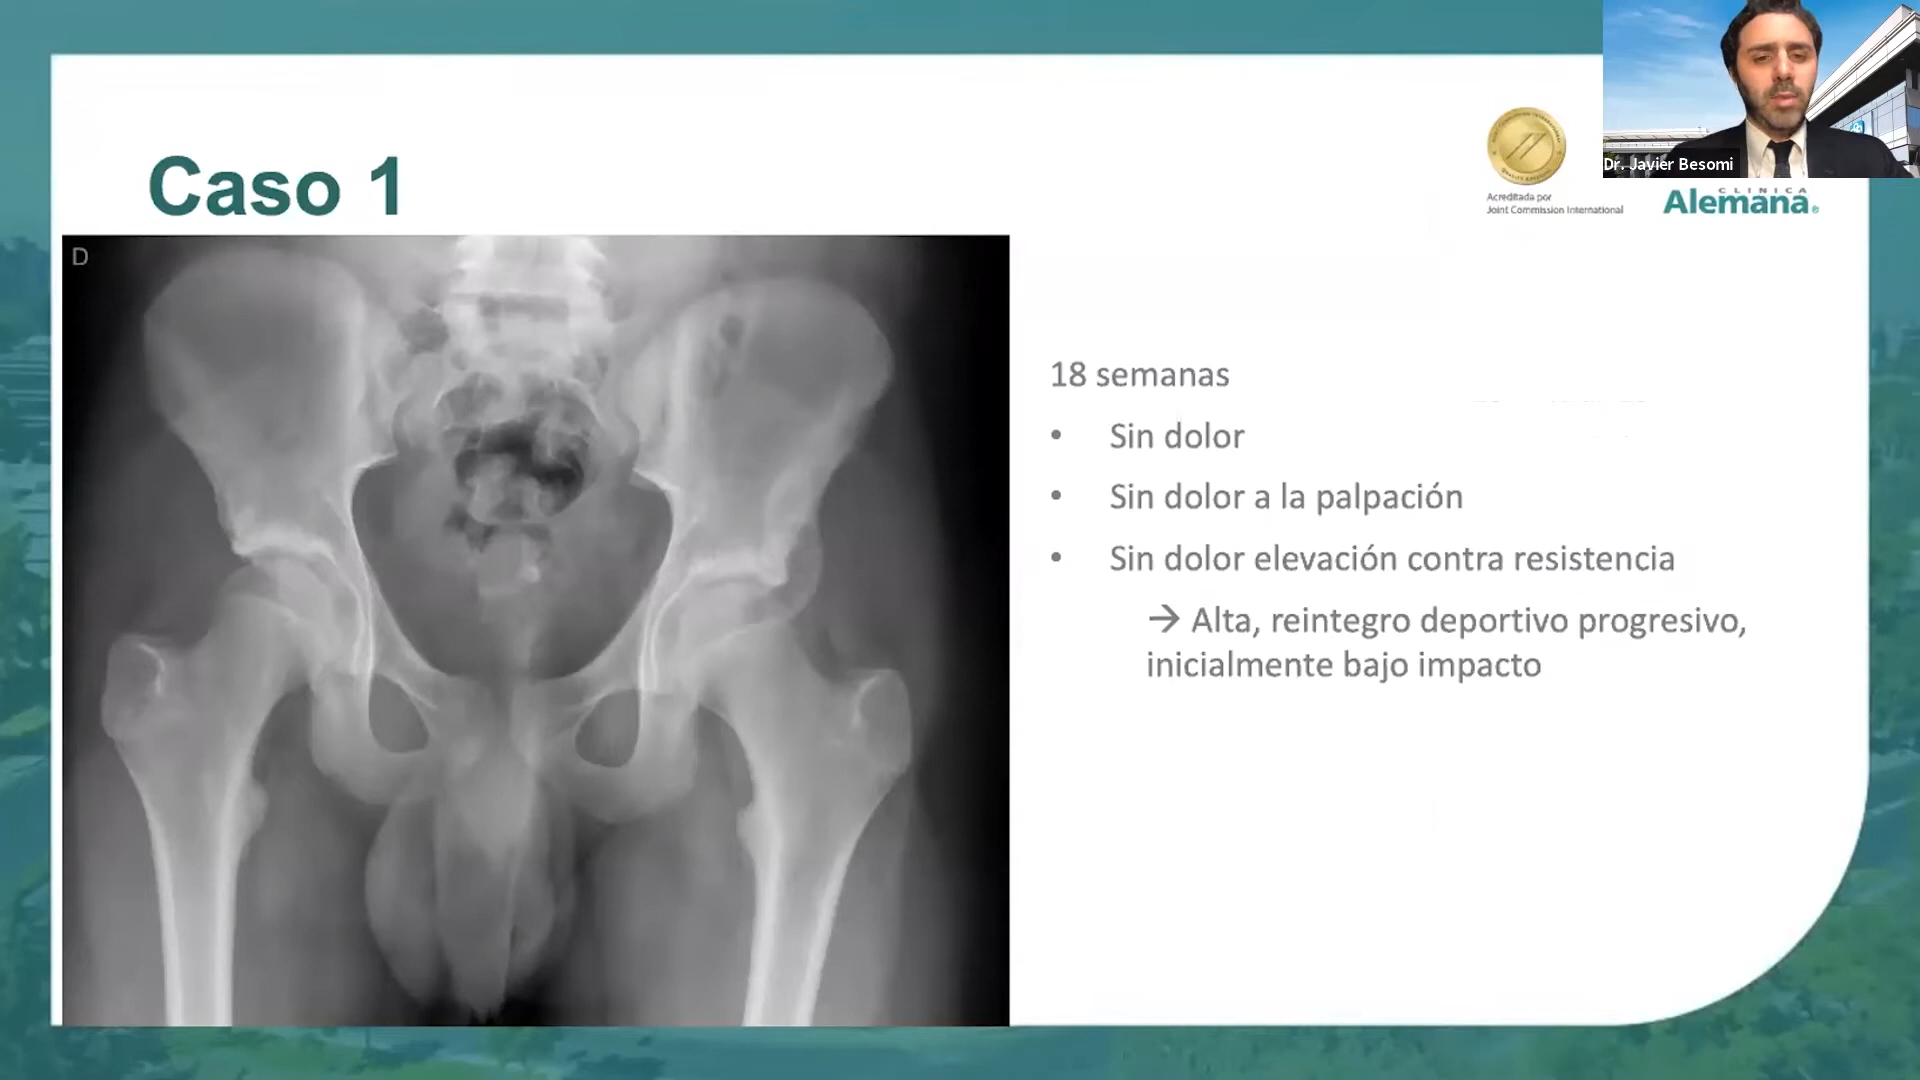 Dr. Javier Besomi
Acreditada por
Joint Commission International
CLINICA
Alemana
Caso 1
D
18 semanas
• Sin dolor
• Sin dolor a la palpación
• Sin dolor elevación contra resistencia
→ Alta, reintegro deportivo progresivo,
inicialmente bajo impacto